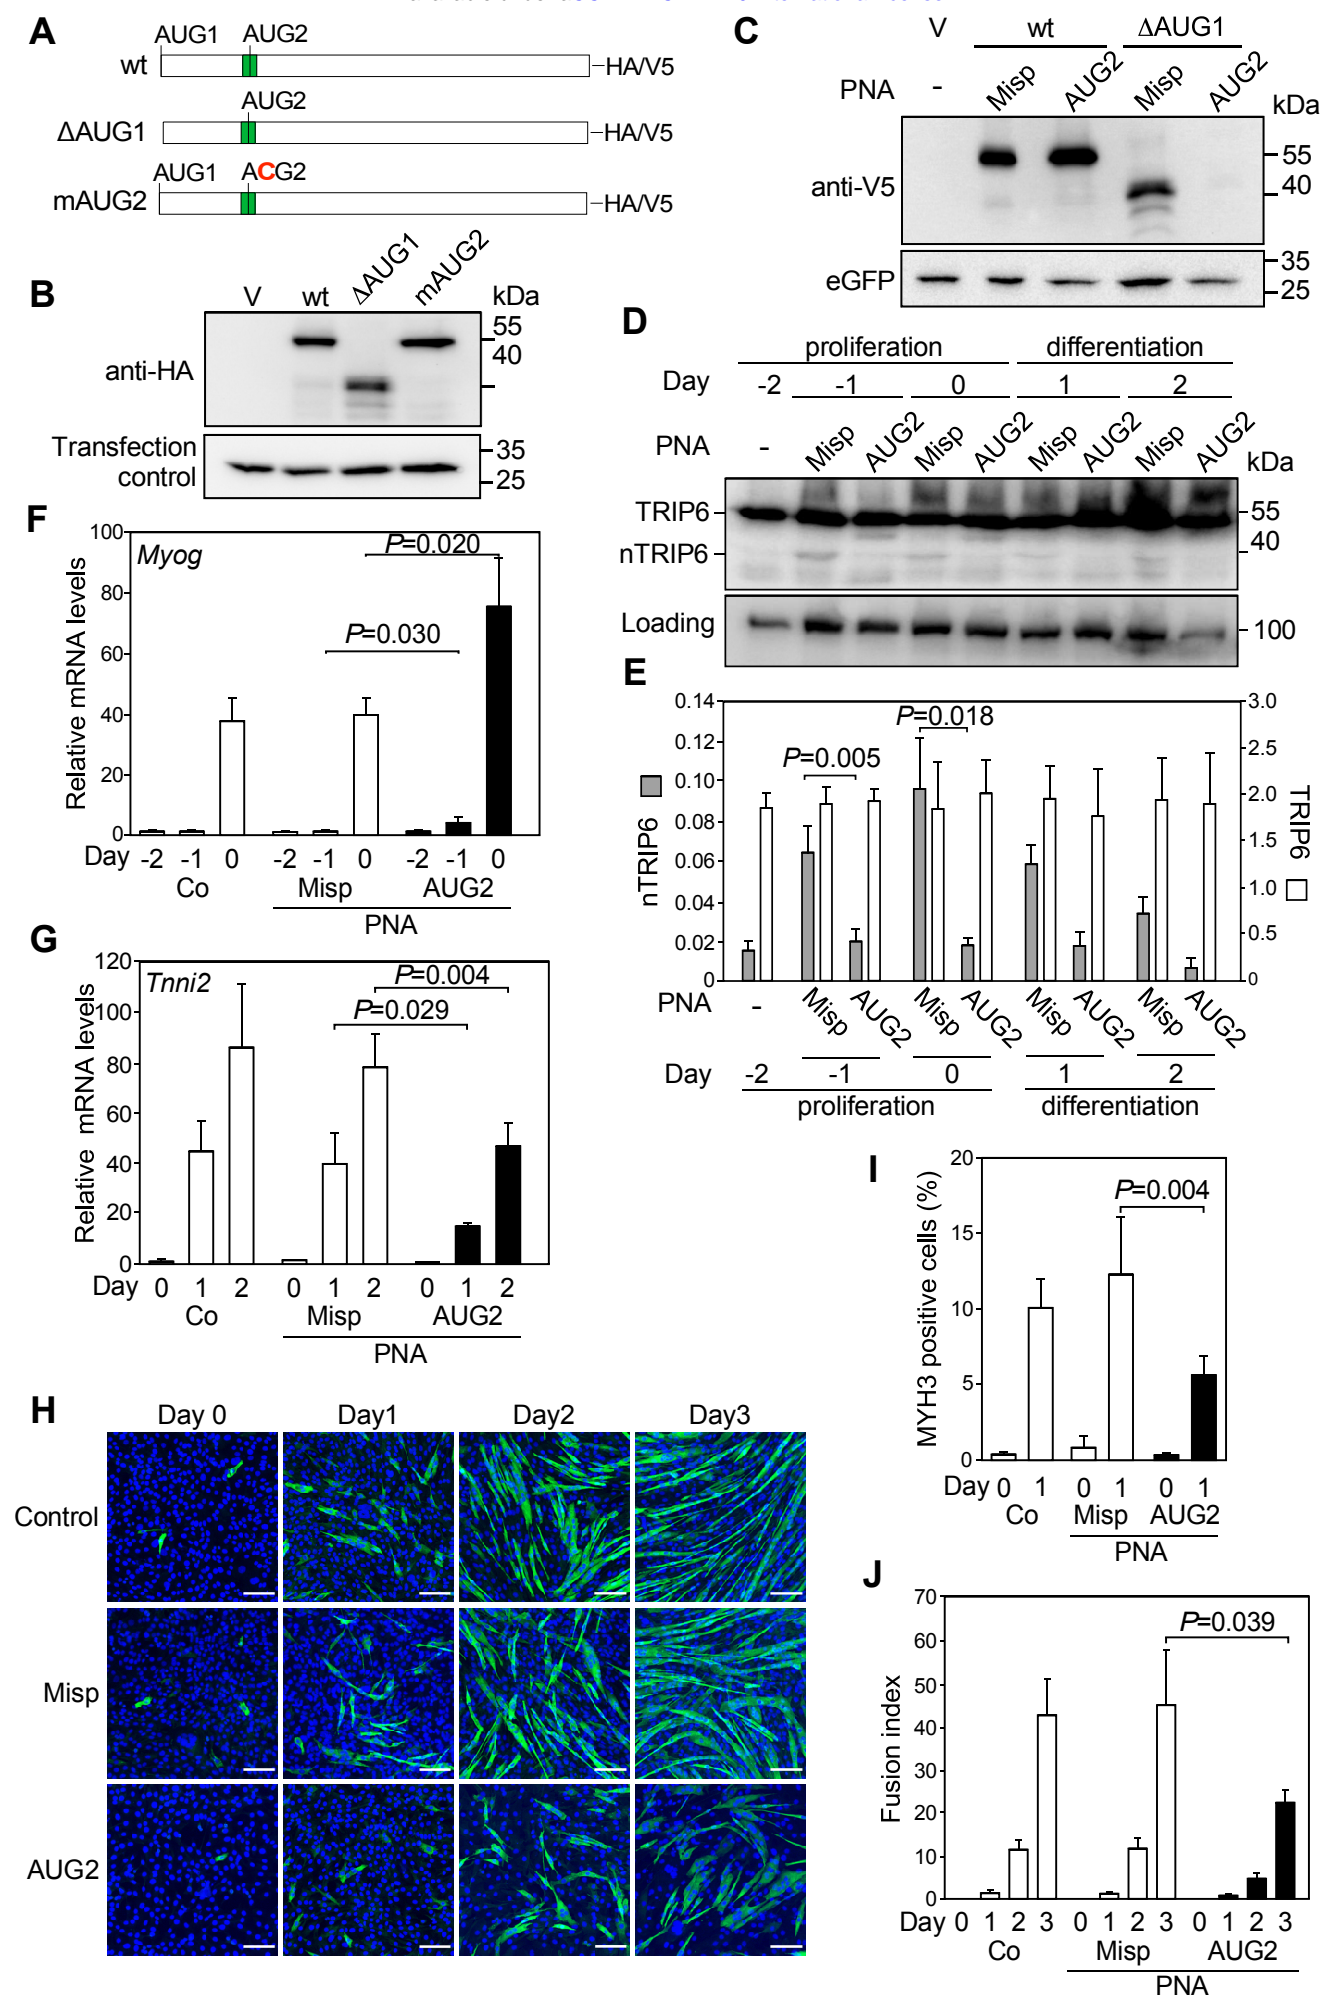 A
AUG1 AUG2
wt
HA/V5
AUG2
ΔAUG1
HA/V5
AUG1 ACG2
mAUG2
HA/V5
B
V wt ΔAUG1 mAUG2 kDa
55
40
anti-HA
Transfection
control
35
25
C
V wt ΔAUG1
PNA - Misp AUG2 Misp AUG2 kDa
anti-V5
55
40
eGFP
35
25
D
proliferation differentiation
Day -2 -1 0 1 2
PNA - Misp AUG2 Misp AUG2 Misp AUG2 Misp AUG2 kDa
TRIP6
55
40
nTRIP6
Loading
100
E
nTRIP6
0.14
0.12
0.10
0.08
0.06
0.04
0.02
0
P=0.005
P=0.018
3.0
2.5
2.0
1.5
1.0
0.5
0
TRIP6
PNA - Misp AUG2 Misp AUG2 Misp AUG2 Misp AUG2
Day -2 -1 0 1 2
proliferation differentiation
F
Relative mRNA levels
100
80
60
40
20
0
Myog
P=0.020
P=0.030
Day -2 -1 0 -2 -1 0 -2 -1 0
Co Misp AUG2
PNA
G
Relative mRNA levels
120
100
80
60
40
20
0
Tnni2
P=0.004
P=0.029
Day 0 1 2 0 1 2 0 1 2
Co Misp AUG2
PNA
H
Day 0 Day1 Day2 Day3
Control
Misp
AUG2
I
MYH3 positive cells (%)
20
15
10
5
0
P=0.004
Day 0 1 0 1 0 1
Co Misp AUG2
PNA
J
Fusion index
70
60
50
40
30
20
10
0
P=0.039
Day 0 1 2 3 0 1 2 3 0 1 2 3
Co Misp AUG2
PNA